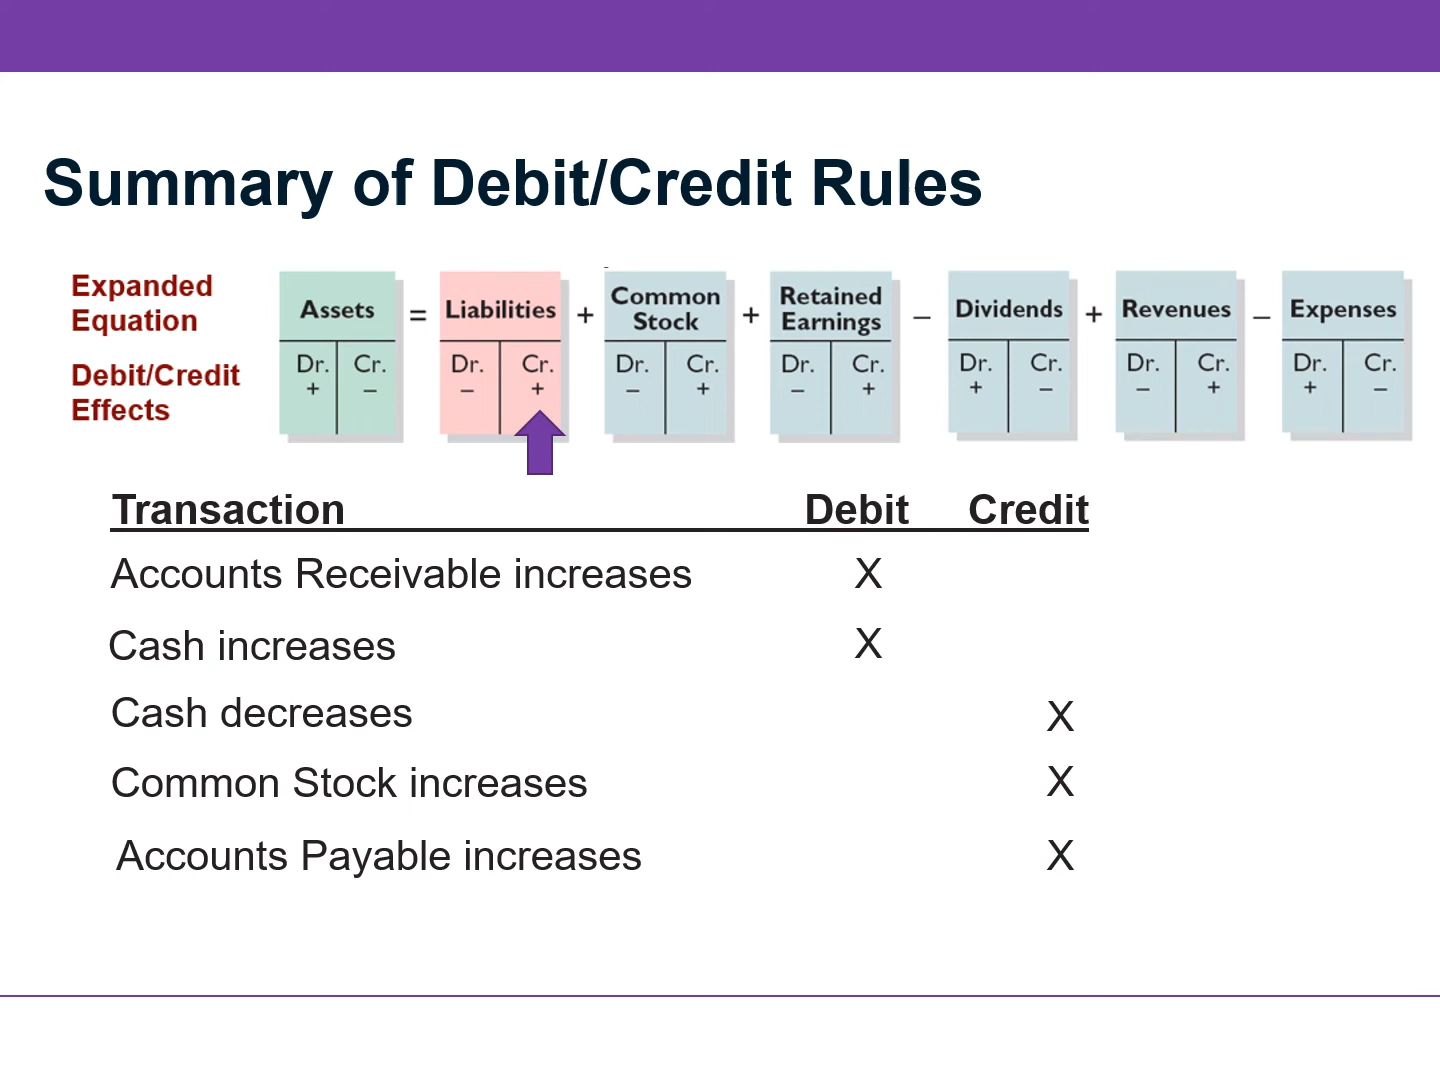 Summary of Debit/Credit Rules
Expanded
Equation
Debit/Credit
Effects
Assets = Liabilities + Common Stock + Retained Earnings – Dividends + Revenues – Expenses
Dr. Cr. Dr. Cr. Dr. Cr. Dr. Cr. Dr. Cr. Dr. Cr. Dr. Cr.
+ – – + – + – + + – – + + –
Transaction Debit Credit
Accounts Receivable increases X
Cash increases X
Cash decreases X
Common Stock increases X
Accounts Payable increases X